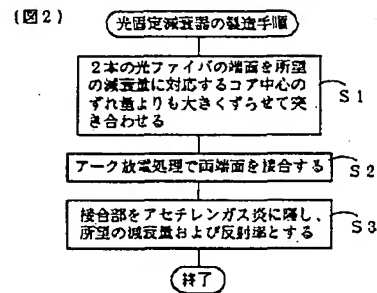 (図2)
光固定減衰器の製造手順
2本の光ファイバの端面を所望
の減衰量に対応するコア中心の
ずれ量よりも大きくずらせて突
き合わせる
S1
アーク放電処理で両端面を接合する
S2
接合部をアセチレンガス炎に曝し、
所望の減衰量および反射率とする
S3
終了